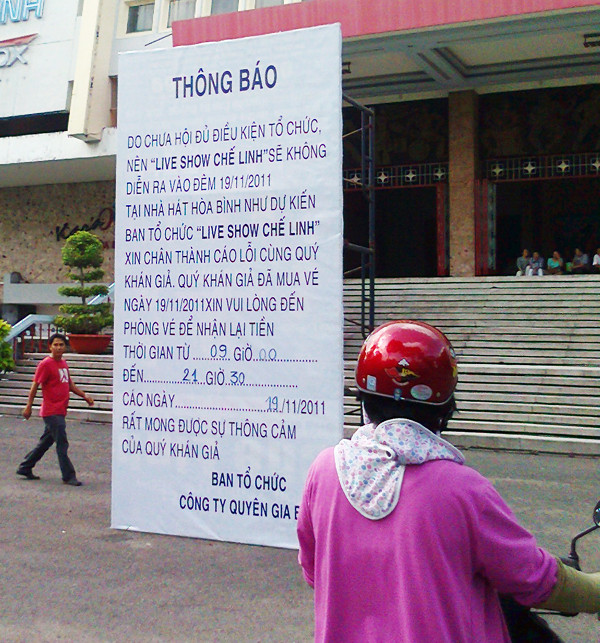 INH
THÔNG BÁO
DO CHƯA HỘI ĐỦ ĐIỀU KIỆN TỔ CHỨC,
NÊN “LIVE SHOW CHẾ LINH”SẼ KHÔNG
DIỄN RA VÀO ĐÊM 19/11/2011
TẠI NHÀ HÁT HÒA BÌNH NHƯ DỰ KIẾN
BAN TỔ CHỨC “LIVE SHOW CHẾ LINH”
XIN CHÂN THÀNH CÁO LỖI CÙNG QUÝ
KHÁN GIẢ. QUÝ KHÁN GIẢ ĐÃ MUA VÉ
NGÀY 19/11/2011XIN VUI LÒNG ĐẾN
PHÒNG VÉ ĐỂ NHẬN LẠI TIỀN
THỜI GIAN TỪ ......09. GIỜ.00...............
ĐẾN...............21.GIỜ 30..............
CÁC NGÀY........................19./11/2011
RẤT MONG ĐƯỢC SỰ THÔNG CẢM
CỦA QUÝ KHÁN GIẢ
BAN TỔ CHỨC
CÔNG TY QUYÊN GIA